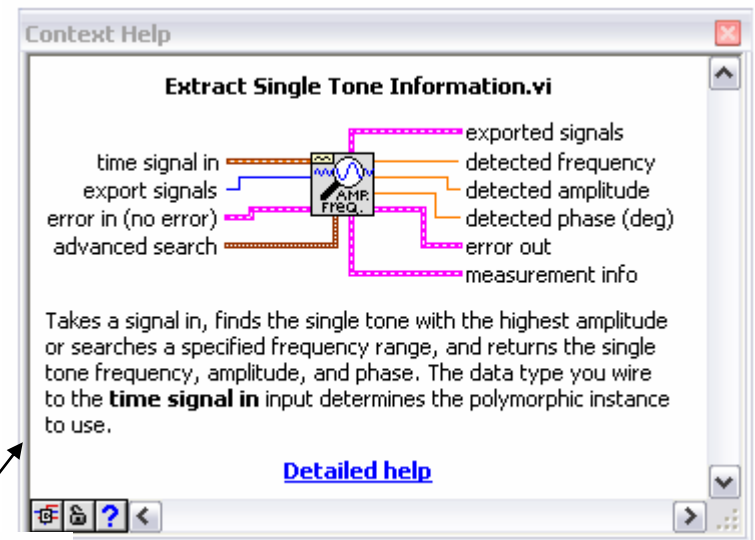 Context Help
Extract Single Tone Information.vi
exported signals
time signal in
detected frequency
export signals
detected amplitude
error in (no error)
detected phase (deg)
advanced search
error out
measurement info
AMP.
Freq.
Takes a signal in, finds the single tone with the highest amplitude
or searches a specified frequency range, and returns the single
tone frequency, amplitude, and phase. The data type you wire
to the time signal in input determines the polymorphic instance
to use.
Detailed help
?